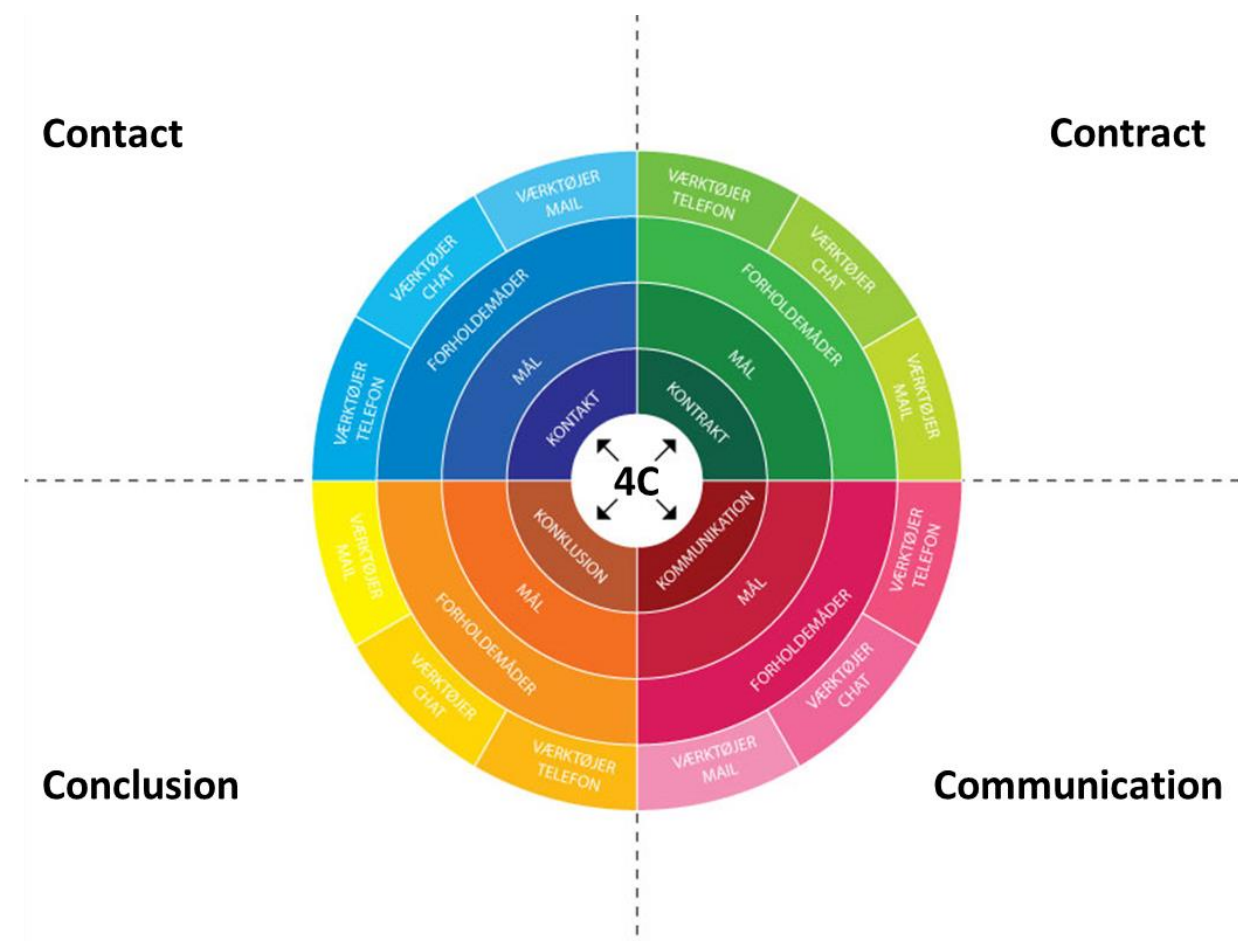 Contact
Contract
VÆRKTØJER
MAIL
VÆRKTØJER
CHAT
VÆRKTØJER
TELEFON
FORHOLDEMÅDER
MÅL
KONTAKT
VÆRKTØJER
TELEFON
VÆRKTØJER
CHAT
VÆRKTØJER
MAIL
FORHOLDEMÅDER
MÅL
KONTRAKT
4C
KONKLUSION
MÅL
FORHOLDEMÅDER
VÆRKTØJER
MAIL
VÆRKTØJER
CHAT
VÆRKTØJER
TELEFON
KOMMUNIKATION
MÅL
FORHOLDEMÅDER
VÆRKTØJER
TELEFON
VÆRKTØJER
CHAT
VÆRKTØJER
MAIL
Conclusion
Communication